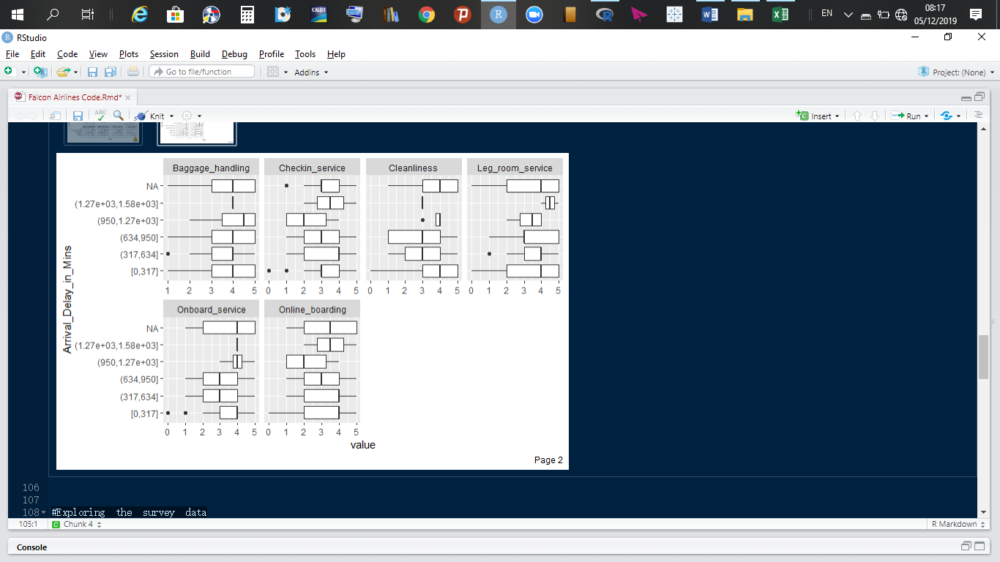 CALD3
EN
08:17
05/12/2019
RStudio
File Edit Code View Plots Session Build Debug Profile Tools Help
Go to file/function
Addins
Project: (None)
Falcon Airlines Code.Rmd*
ABC
Knit
Insert
Run
Baggage_handling Checkin_service Cleanliness Leg_room_service
NA
(1.27e+03,1.58e+03]
(950,1.27e+03]
(634,950]
(317,634]
[0,317]
1 2 3 4 5 0 1 2 3 4 5 0 1 2 3 4 5 0 1 2 3 4 5
Arrival_Delay_in_Mins
Onboard_service Online_boarding
NA
(1.27e+03,1.58e+03]
(950,1.27e+03]
(634,950]
(317,634]
[0,317]
0 1 2 3 4 5 0 1 2 3 4 5
value
Page 2
106
107
108 #Exploring the survey data
105:1 Chunk 4 R Markdown
Console